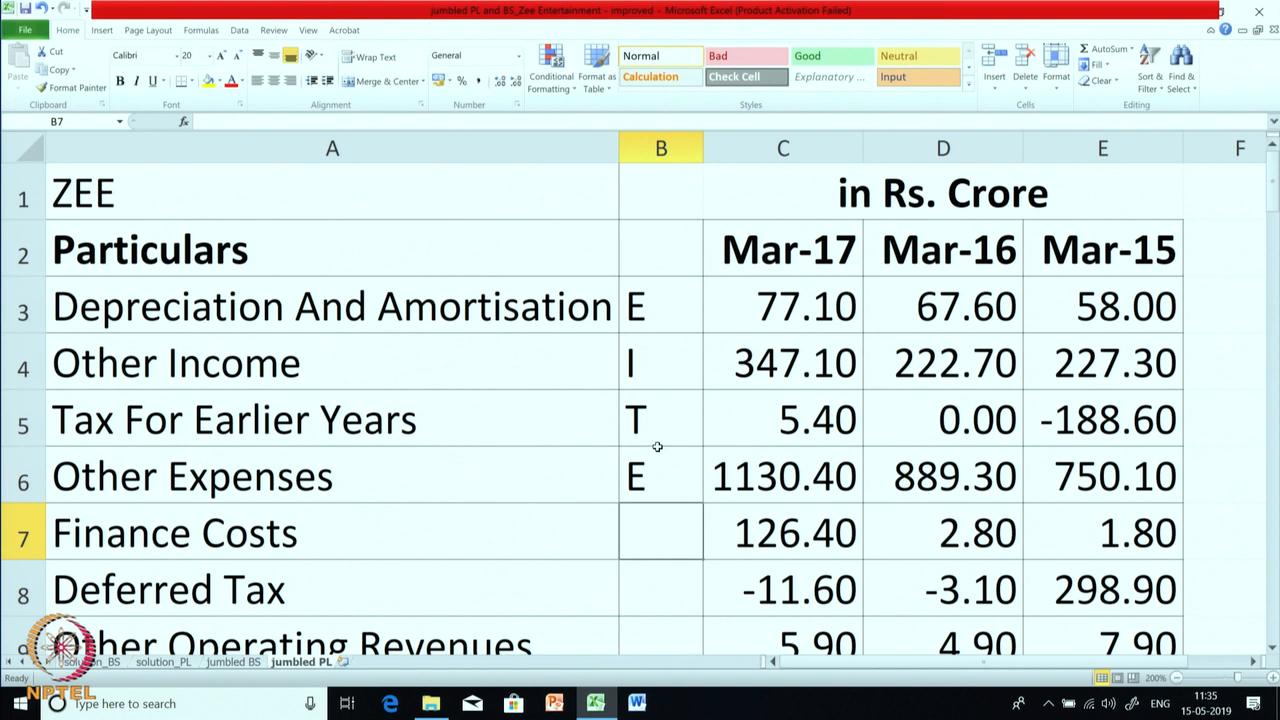 jumbled PL and BS_Zee Entertainment - improved - Microsoft Excel (Product Activation Failed)
File Home Insert Page Layout Formulas Data Review View Acrobat
Cut Calibri 20 A A Wrap Text General Normal Bad Good Neutral AutoSum
Paste Copy Format Painter B I U A Merge & Center % , Conditional Formatting Format as Table Calculation Check Cell Explanatory ... Input Insert Delete Format Fill Clear Sort & Filter Find & Select
Clipboard Font Alignment Number Styles Cells Editing
B7 fx
A B C D E F
1 ZEE in Rs. Crore
2 Particulars Mar-17 Mar-16 Mar-15
3 Depreciation And Amortisation E 77.10 67.60 58.00
4 Other Income I 347.10 222.70 227.30
5 Tax For Earlier Years T 5.40 0.00 -188.60
6 Other Expenses E 1130.40 889.30 750.10
7 Finance Costs 126.40 2.80 1.80
8 Deferred Tax -11.60 -3.10 298.90
9 Other Operating Revenues 5.90 4.90 7.90
solution_BS solution_PL jumbled BS jumbled PL
Ready 200%
NPTEL
Type here to search ENG 11:35
15-05-2019